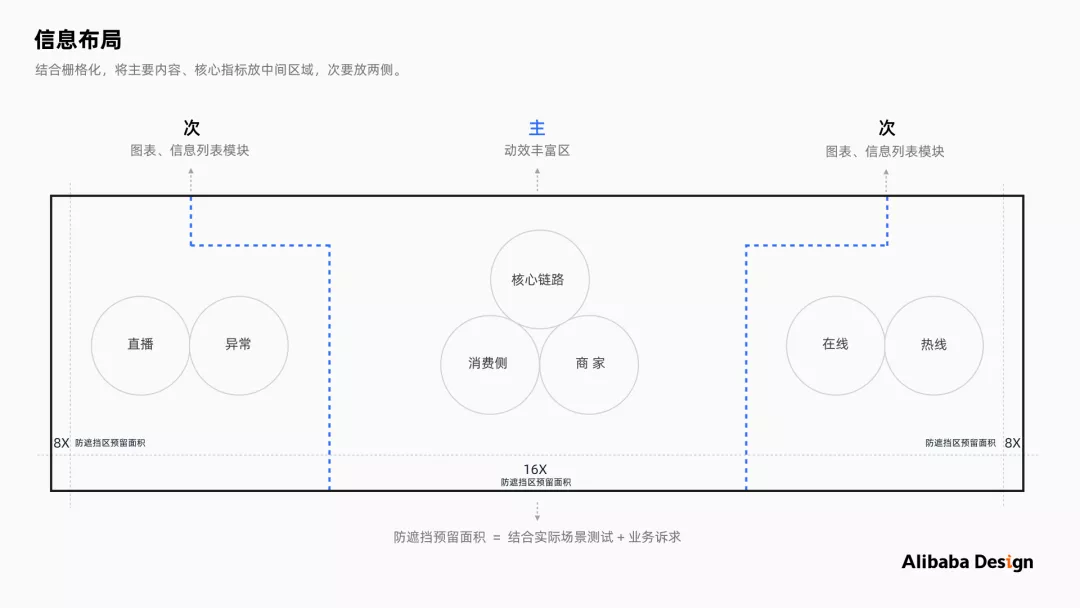 信息布局
结合栅格化，将主要内容、核心指标放中间区域，次要放两侧。
次
图表、信息列表模块
主
动效丰富区
次
图表、信息列表模块
直播
异常
核心链路
消费侧
商 家
在线
热线
8X 防遮挡区预留面积
16X
防遮挡区预留面积
防遮挡区预留面积 8X
防遮挡预留面积 = 结合实际场景测试 + 业务诉求
Alibaba Design